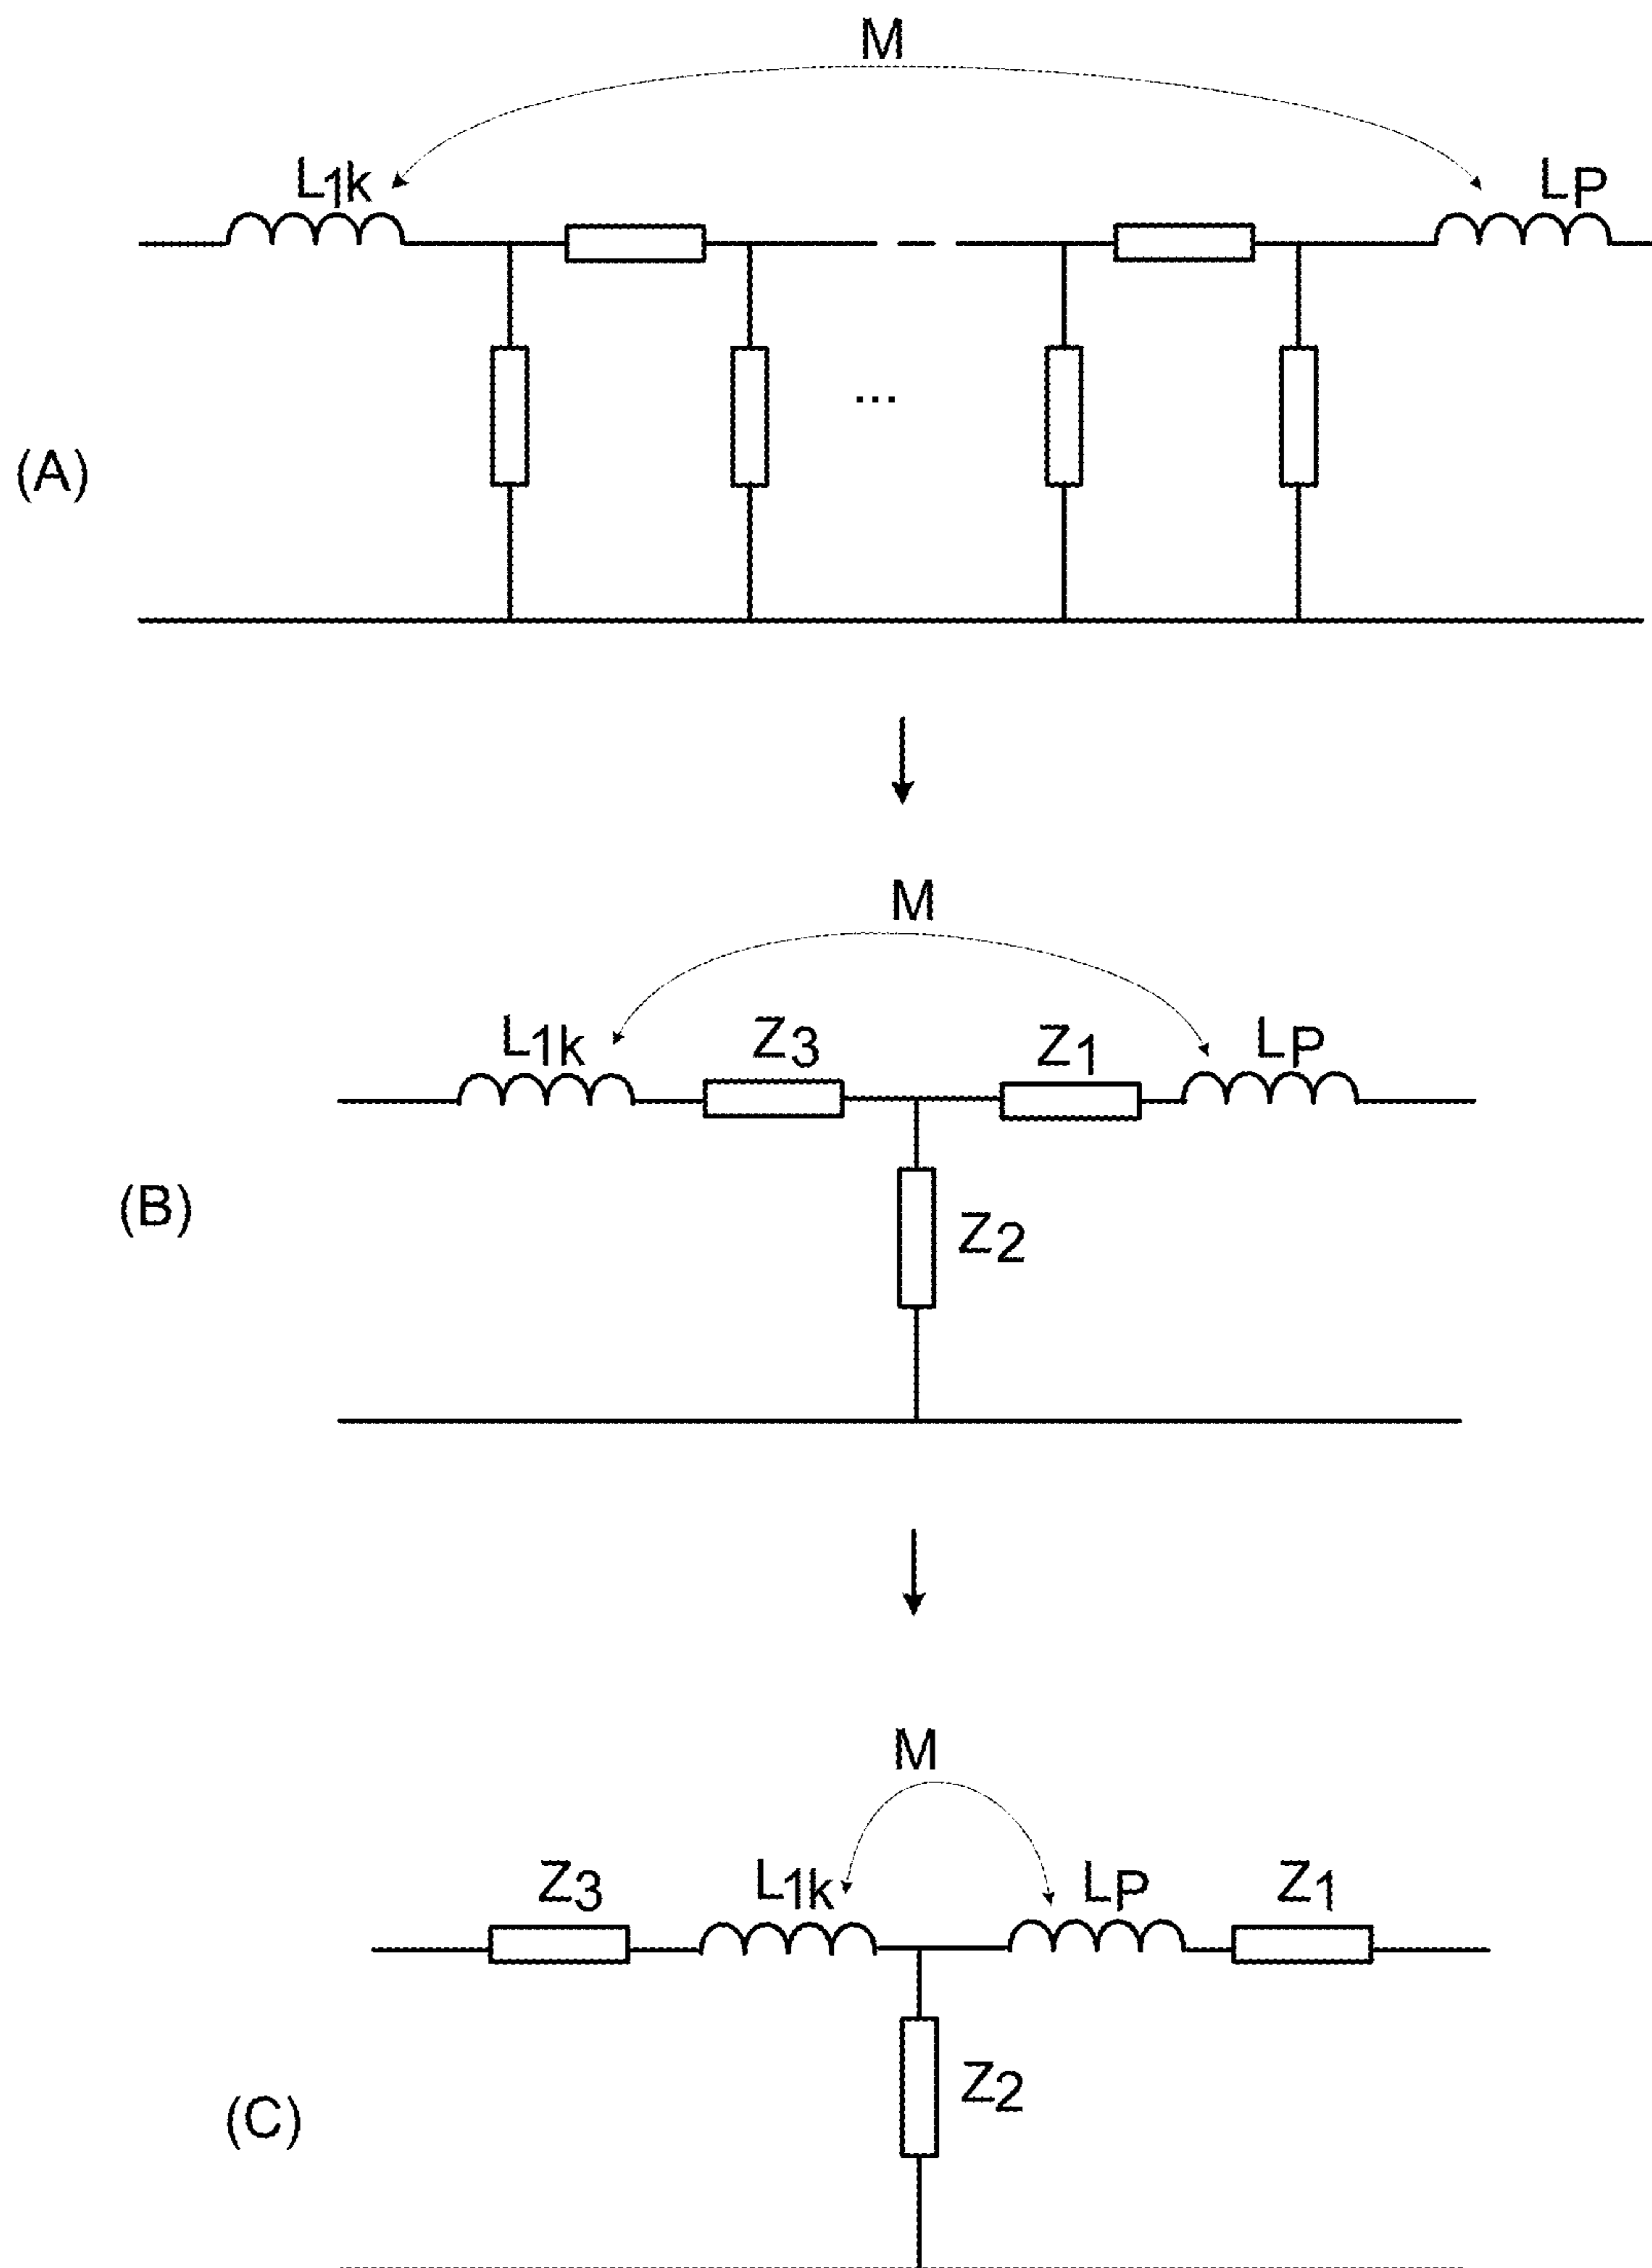 M
L1k
LP
...
(A)
M
L1k Z3 Z1 LP
Z2
(B)
M
Z3 L1k LP Z1
Z2
(C)